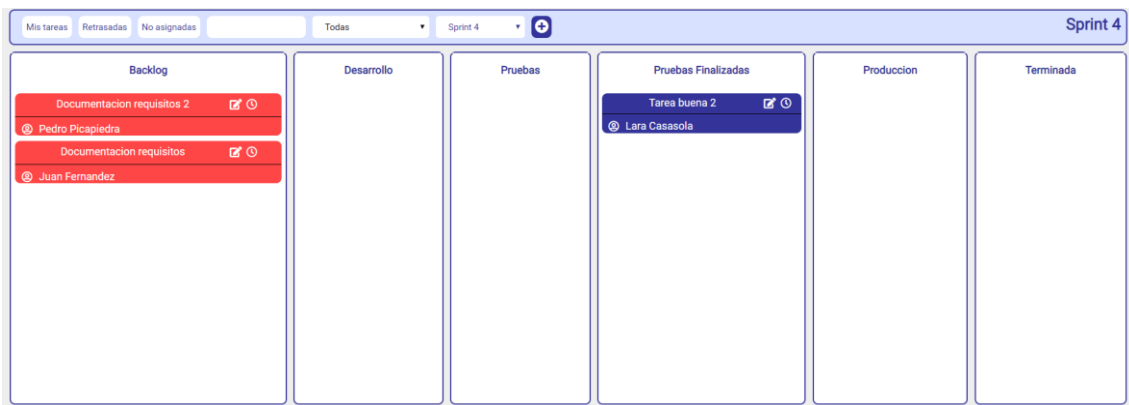 Mis tareas Retrasadas No asignadas Todas Sprint 4 Sprint 4
Backlog Desarrollo Pruebas Pruebas Finalizadas Produccion Terminada
Documentacion requisitos 2
Pedro Picapiedra
Documentacion requisitos
Juan Fernandez
Tarea buena 2
Lara Casasola